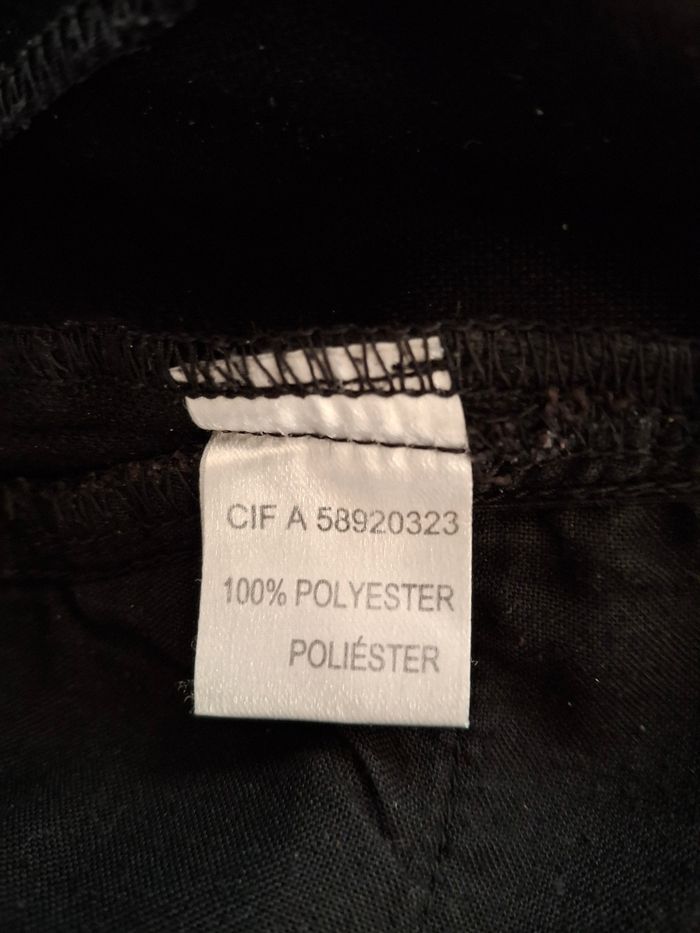 CIF A 58920323
100% POLYESTER
POLIÉSTER